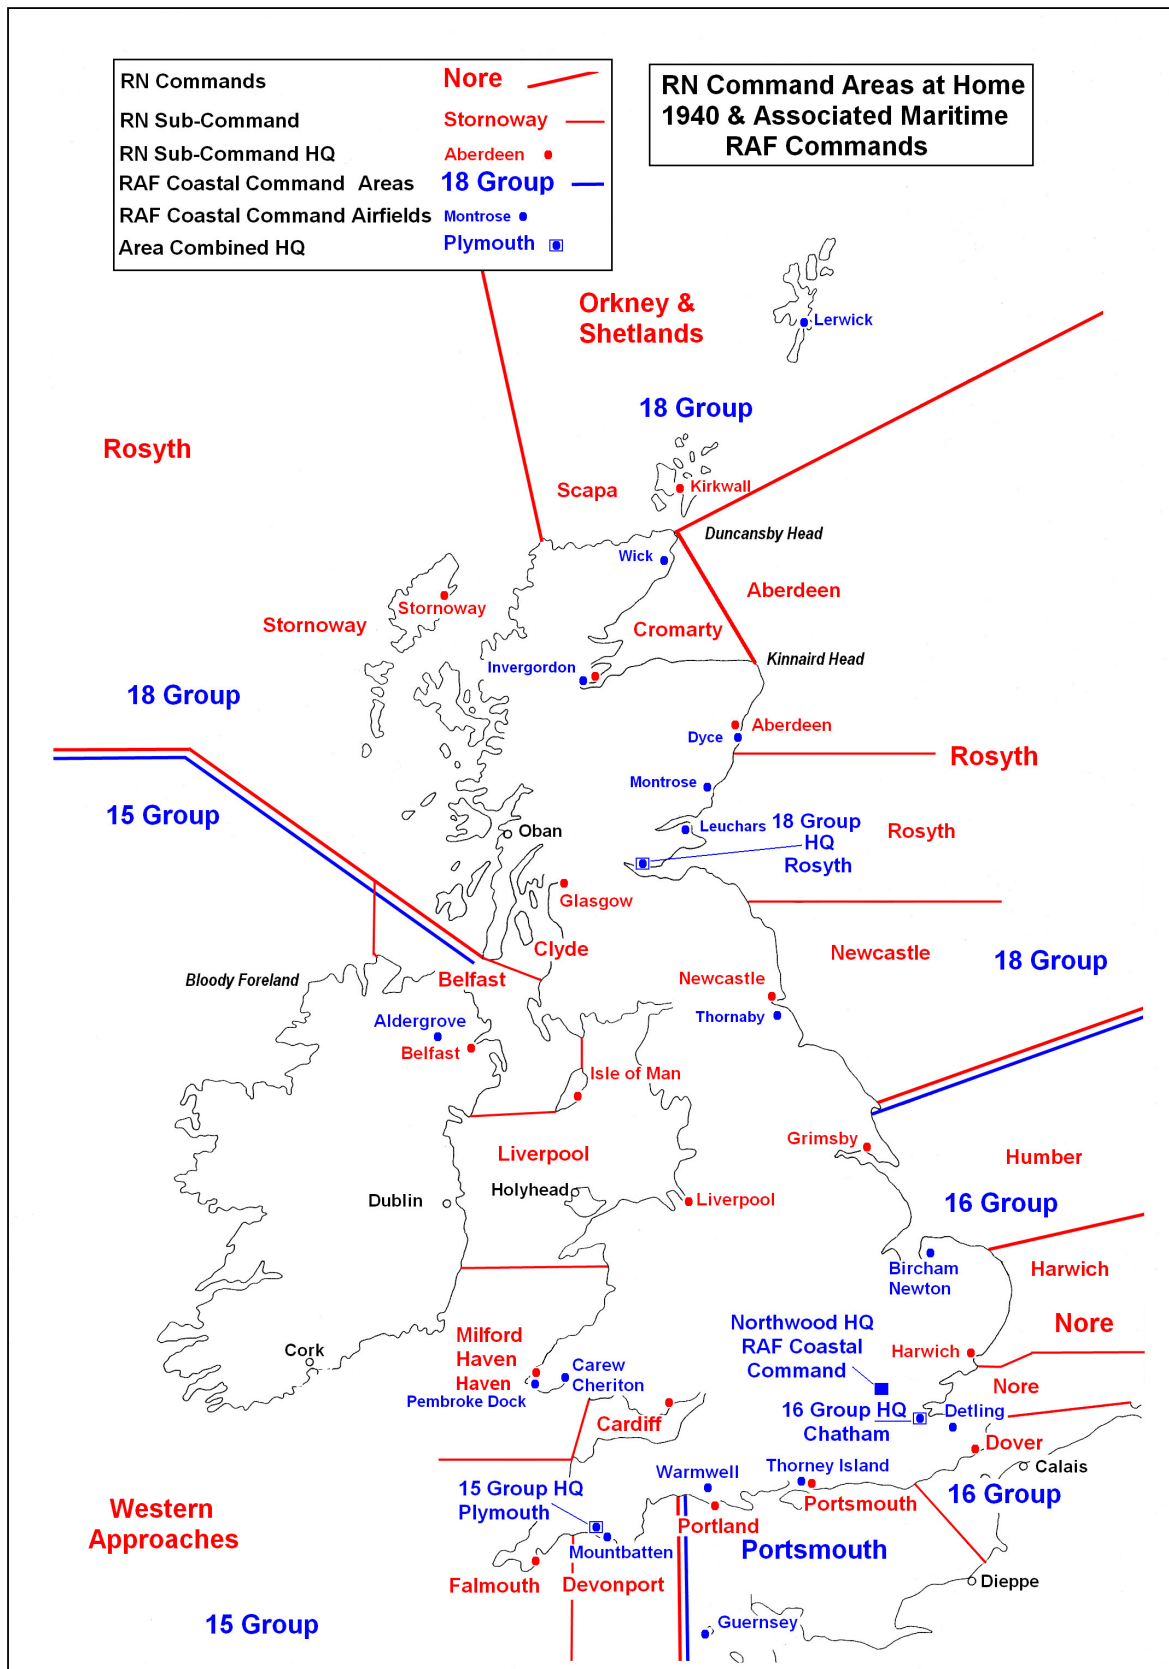 RN Commands Nore
RN Sub-Command Stornoway
RN Sub-Command HQ Aberdeen
RAF Coastal Command Areas 18 Group
RAF Coastal Command Airfields Montrose
Area Combined HQ Plymouth
RN Command Areas at Home
1940 & Associated Maritime
RAF Commands
Orkney &
Shetlands
Lerwick
18 Group
Rosyth
Scapa
Kirkwall
Duncansby Head
Wick
Aberdeen
Stornoway
Stornoway
Cromarty
Kinnaird Head
Invergordon
18 Group
Aberdeen
Dyce
Rosyth
Montrose
15 Group
Oban
Leuchars
18 Group
HQ
Rosyth
Rosyth
Glasgow
Clyde
Newcastle
18 Group
Bloody Foreland
Belfast
Newcastle
Aldergrove
Thornaby
Belfast
Isle of Man
Grimsby
Liverpool
Humber
Holyhead
Dublin
Liverpool
16 Group
Bircham
Newton
Harwich
Nore
Northwood HQ
RAF Coastal
Command
Milford
Haven
Haven
Cork
Harwich
Carew
Cheriton
Pembroke Dock
Nore
16 Group HQ
Chatham
Detling
Cardiff
Dover
Calais
Warmwell
Thorney Island
15 Group HQ
Plymouth
Portsmouth
16 Group
Western
Approaches
Portland
Mountbatten
Portsmouth
Falmouth
Devonport
Dieppe
15 Group
Guernsey